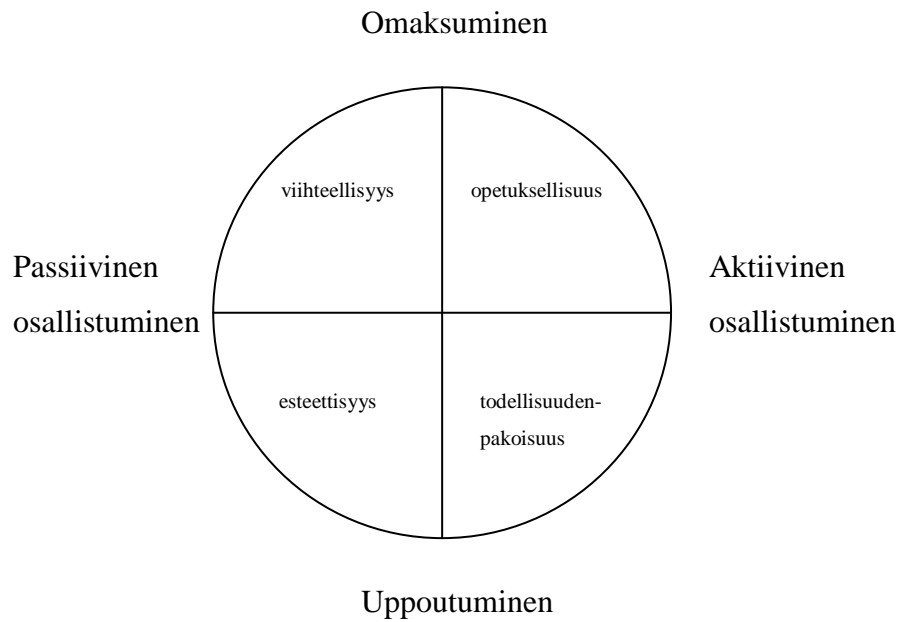 Omaksuminen
viihteellisyys
opetuksellisuus
Passiivinen
osallistuminen
Aktiivinen
osallistuminen
esteettisyys
todellisuuden-
pakoisuus
Uppoutuminen